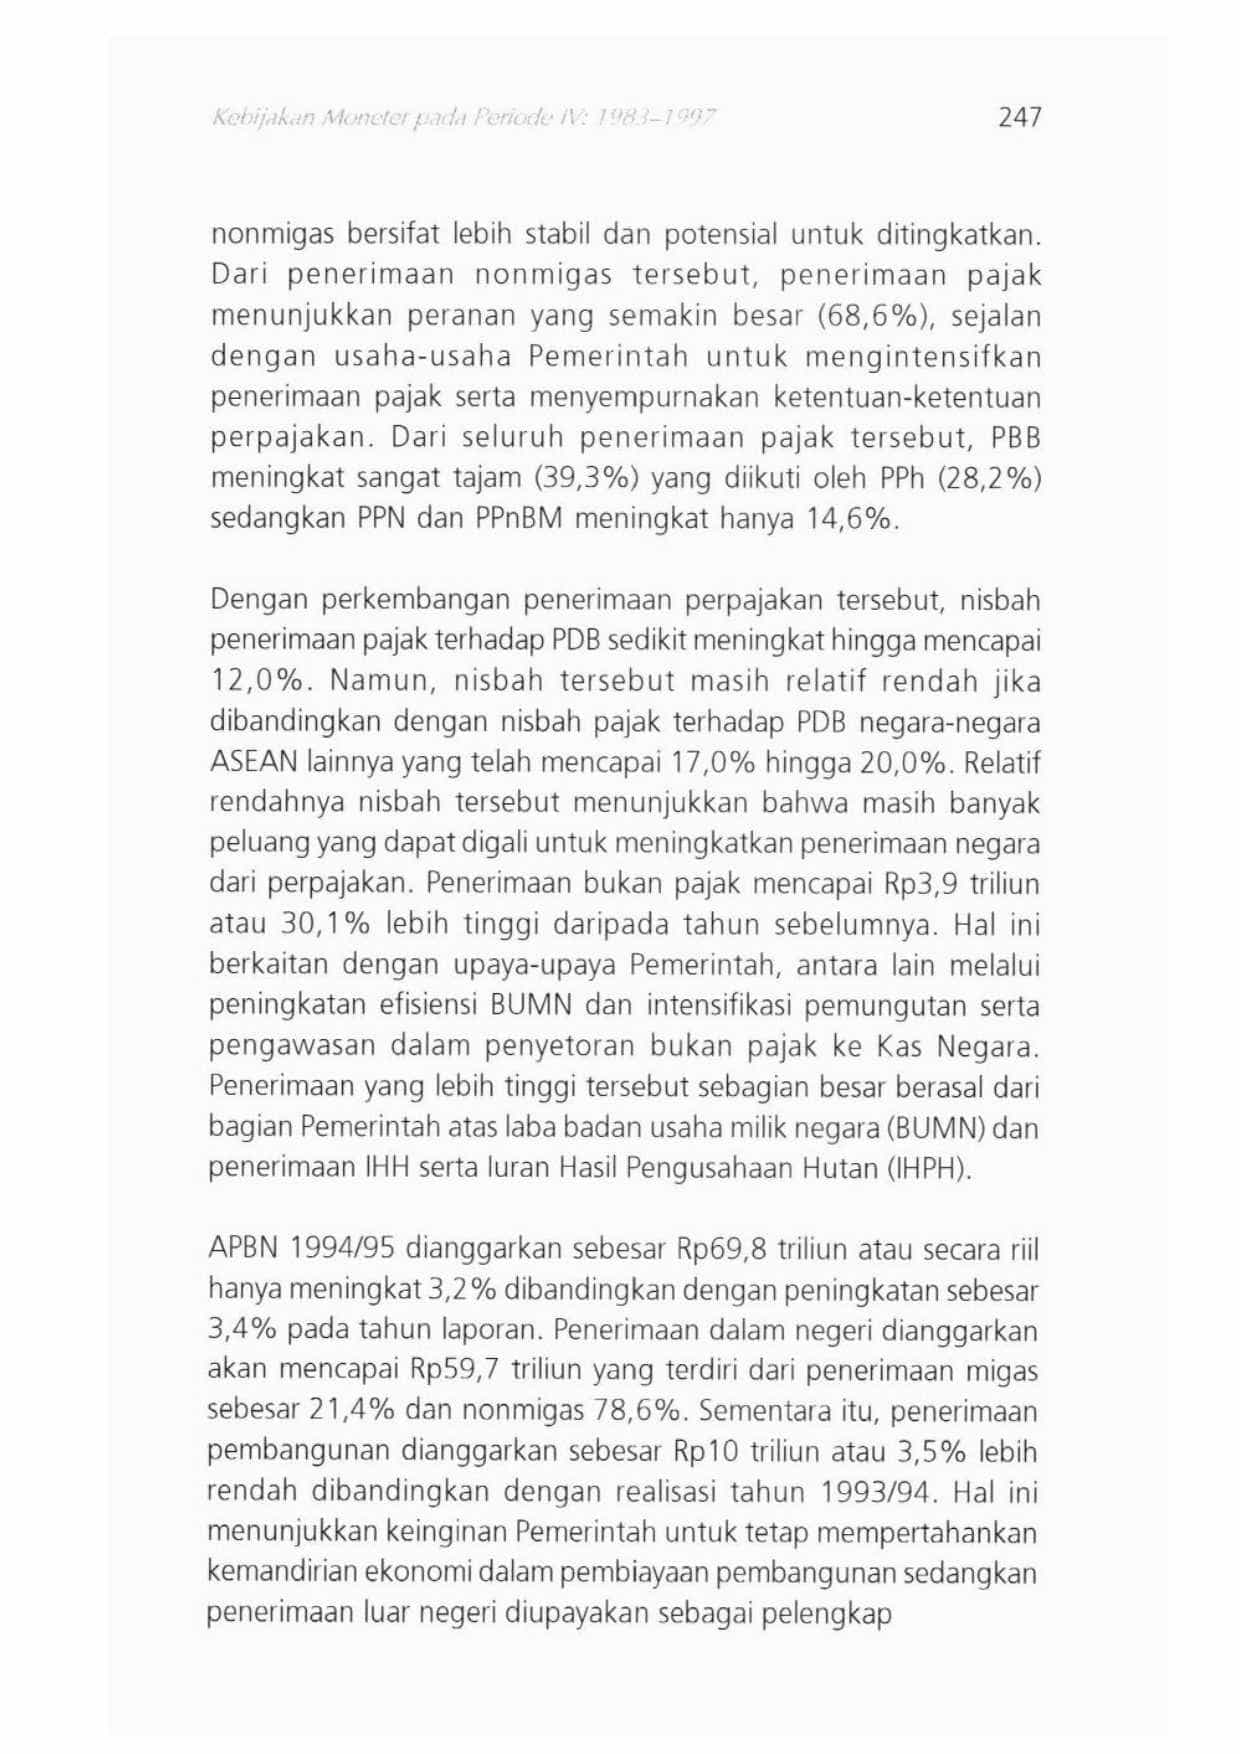 Kebijakan Moneter pada Periode IV: 1983–1997 247
nonmigas bersifat lebih stabil dan potensial untuk ditingkatkan.
Dari penerimaan nonmigas tersebut, penerimaan pajak
menunjukkan peranan yang semakin besar (68,6%), sejalan
dengan usaha-usaha Pemerintah untuk mengintensifkan
penerimaan pajak serta menyempurnakan ketentuan-ketentuan
perpajakan. Dari seluruh penerimaan pajak tersebut, PBB
meningkat sangat tajam (39,3%) yang diikuti oleh PPh (28,2%)
sedangkan PPN dan PPnBM meningkat hanya 14,6%.
Dengan perkembangan penerimaan perpajakan tersebut, nisbah
penerimaan pajak terhadap PDB sedikit meningkat hingga mencapai
12,0%. Namun, nisbah tersebut masih relatif rendah jika
dibandingkan dengan nisbah pajak terhadap PDB negara-negara
ASEAN lainnya yang telah mencapai 17,0% hingga 20,0%. Relatif
rendahnya nisbah tersebut menunjukkan bahwa masih banyak
peluang yang dapat digali untuk meningkatkan penerimaan negara
dari perpajakan. Penerimaan bukan pajak mencapai Rp3,9 triliun
atau 30,1% lebih tinggi daripada tahun sebelumnya. Hal ini
berkaitan dengan upaya-upaya Pemerintah, antara lain melalui
peningkatan efisiensi BUMN dan intensifikasi pemungutan serta
pengawasan dalam penyetoran bukan pajak ke Kas Negara.
Penerimaan yang lebih tinggi tersebut sebagian besar berasal dari
bagian Pemerintah atas laba badan usaha milik negara (BUMN) dan
penerimaan IHH serta Iuran Hasil Pengusahaan Hutan (IHPH).
APBN 1994/95 dianggarkan sebesar Rp69,8 triliun atau secara riil
hanya meningkat 3,2% dibandingkan dengan peningkatan sebesar
3,4% pada tahun laporan. Penerimaan dalam negeri dianggarkan
akan mencapai Rp59,7 triliun yang terdiri dari penerimaan migas
sebesar 21,4% dan nonmigas 78,6%. Sementara itu, penerimaan
pembangunan dianggarkan sebesar Rp10 triliun atau 3,5% lebih
rendah dibandingkan dengan realisasi tahun 1993/94. Hal ini
menunjukkan keinginan Pemerintah untuk tetap mempertahankan
kemandirian ekonomi dalam pembiayaan pembangunan sedangkan
penerimaan luar negeri diupayakan sebagai pelengkap